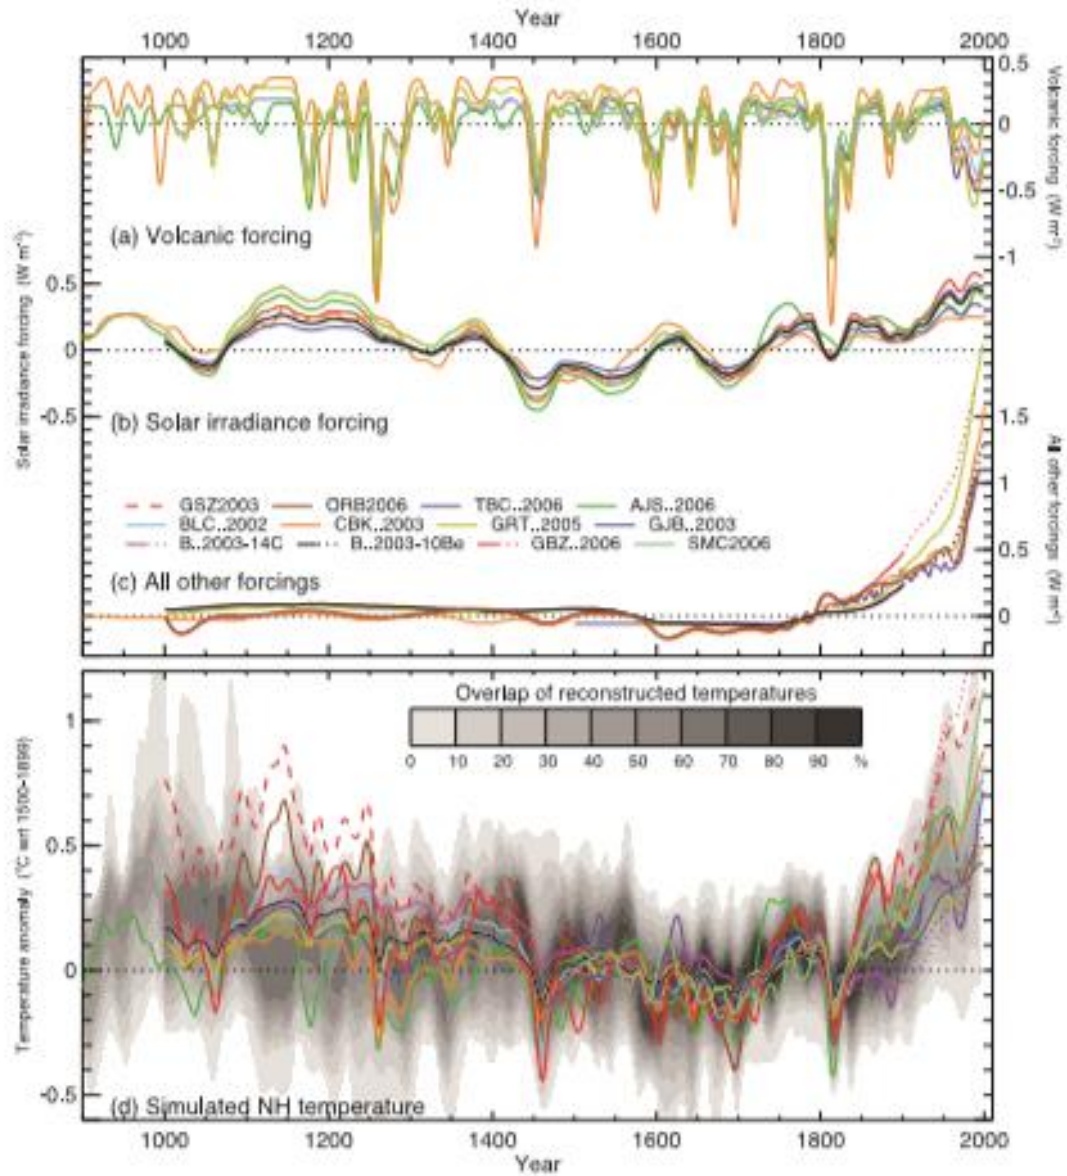 Year
1000 1200 1400 1600 1800 2000
0.5
0
-0.5
-1
Volcanic forcing (W m⁻²)
(a) Volcanic forcing
0.5
0
-0.5
Solar irradiance forcing (W m⁻²)
(b) Solar irradiance forcing
1.5
1
0.5
0
All other forcings (W m⁻²)
GSZ2003 ORB2006 TBC..2006 AJS..2006
BLC..2002 CBK..2003 GRT..2005 GJB..2003
B..2003-14C B..2003-10Be GBZ..2006 SMC2006
(c) All other forcings
Overlap of reconstructed temperatures
0 10 20 30 40 50 60 70 80 90 %
1
0.5
0
-0.5
Temperature anomaly (°C wrt 1500-1899)
(d) Simulated NH temperature
1000 1200 1400 1600 1800 2000
Year